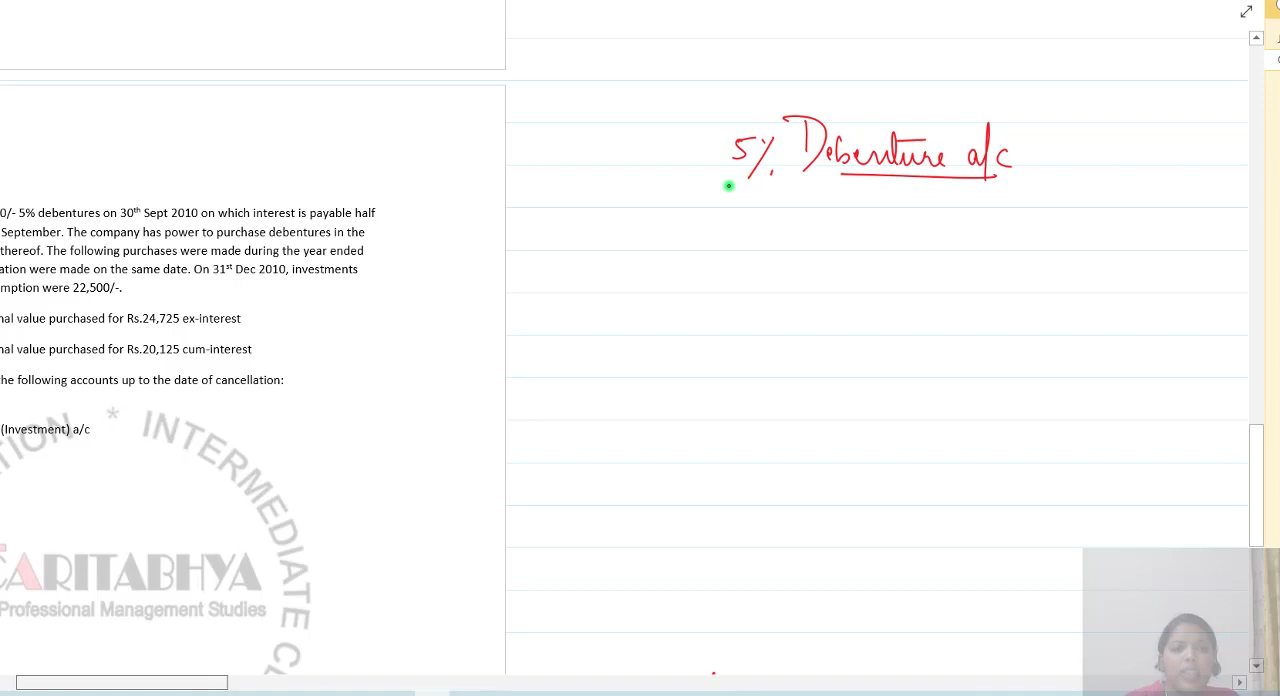 5% Debenture a/c
0/- 5% debentures on 30th Sept 2010 on which interest is payable half
September. The company has power to purchase debentures in the
thereof. The following purchases were made during the year ended
ation were made on the same date. On 31st Dec 2010, investments
mption were 22,500/-.
nal value purchased for Rs.24,725 ex-interest
nal value purchased for Rs.20,125 cum-interest
he following accounts up to the date of cancellation:
(Investment) a/c
TION * INTERMEDIATE C
CARITABHYA
Professional Management Studies